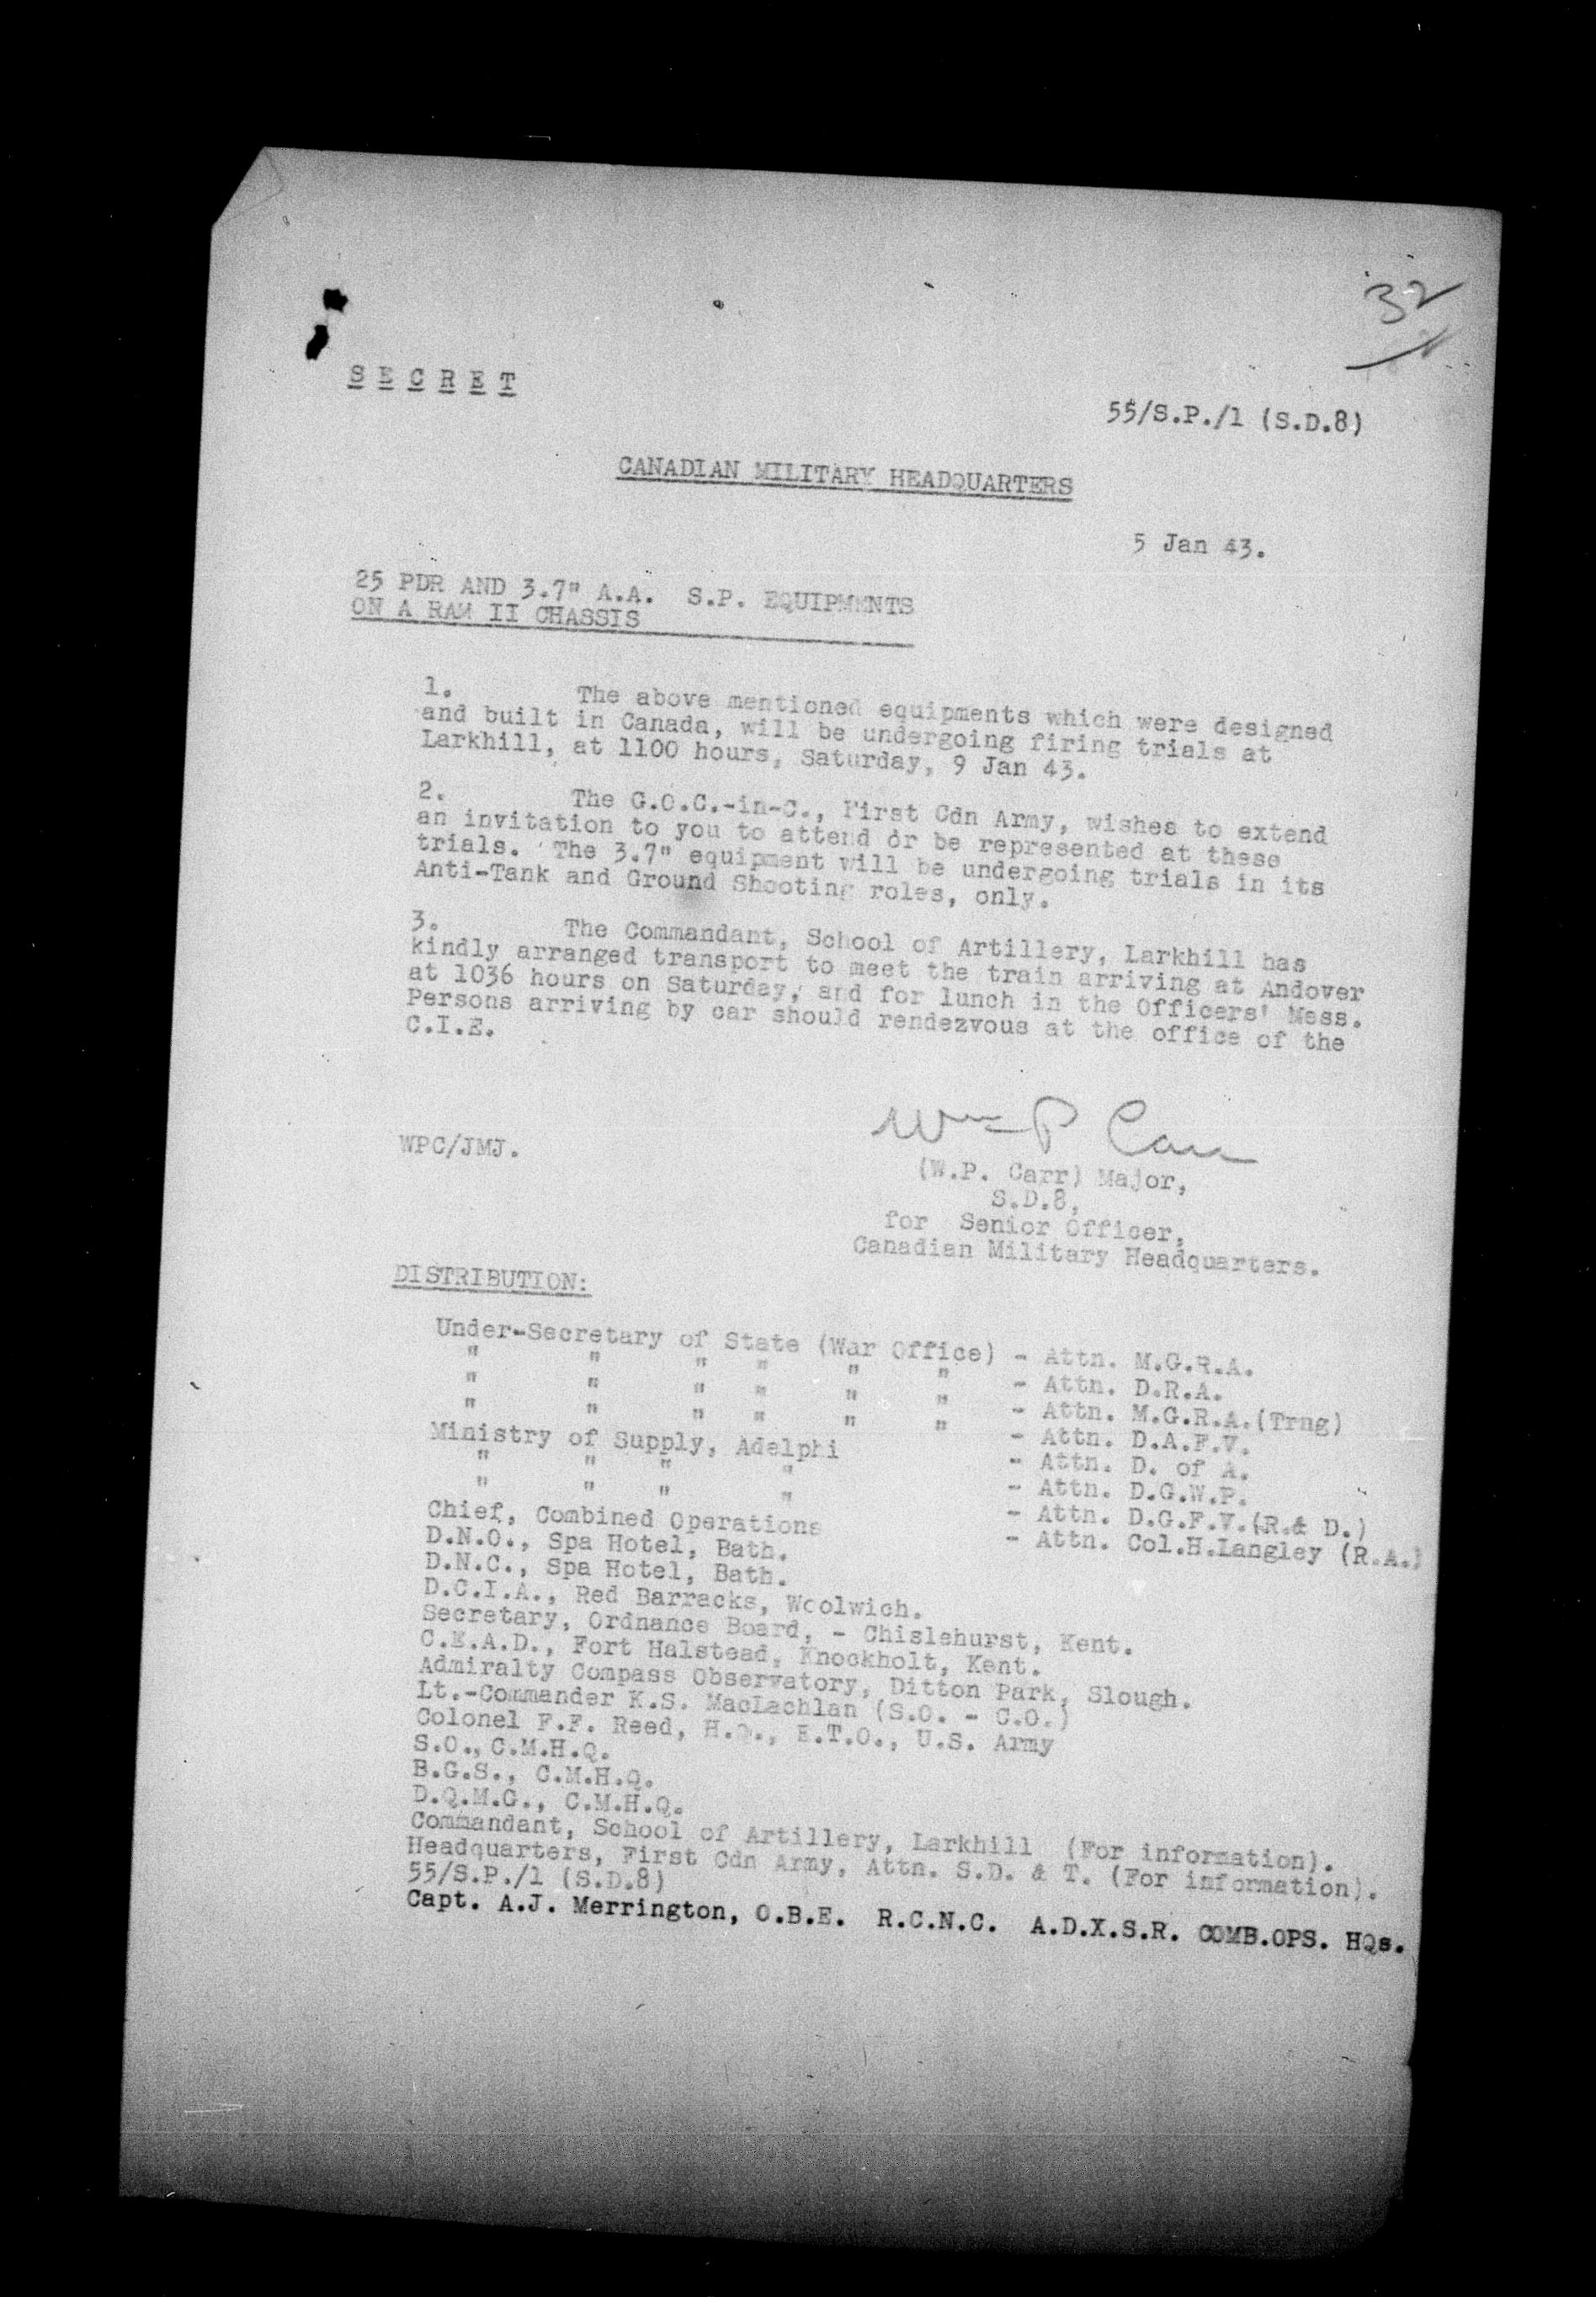 32
S E C R E T
55/S.P./1 (S.D.8)
CANADIAN MILITARY HEADQUARTERS
5 Jan 43.
25 PDR AND 3.7" A.A. S.P. EQUIPMENTS
ON A RAM II CHASSIS
1. The above mentioned equipments which were designed
and built in Canada, will be undergoing firing trials at
Larkhill, at 1100 hours, Saturday, 9 Jan 43.
2. The G.O.C.-in-C., First Cdn Army, wishes to extend
an invitation to you to attend or be represented at these
trials. The 3.7" equipment will be undergoing trials in its
Anti-Tank and Ground Shooting roles, only.
3. The Commandant, School of Artillery, Larkhill has
kindly arranged transport to meet the train arriving at Andover
at 1036 hours on Saturday, and for lunch in the Officers' Mess.
Persons arriving by car should rendezvous at the office of the
C.I.E.
Wm P Carr
WPC/JMJ.
(W.P. Carr) Major,
S.D.8,
for Senior Officer,
Canadian Military Headquarters.
DISTRIBUTION:
Under-Secretary of State (War Office) - Attn. M.G.R.A.
" " " " " " - Attn. D.R.A.
" " " " " " - Attn. M.G.R.A.(Trng)
" " " " " " - Attn. D.A.F.V.
Ministry of Supply, Adelphi - Attn. D. of A.
" " " " - Attn. D.G.W.P.
" " " " - Attn. D.G.F.V.(R.& D.)
Chief, Combined Operations - Attn. Col.H.Langley (R.A.)
D.N.O., Spa Hotel, Bath.
D.N.C., Spa Hotel, Bath.
D.C.I.A., Red Barracks, Woolwich.
Secretary, Ordnance Board, - Chislehurst, Kent.
C.E.A.D., Fort Halstead, Knockholt, Kent.
Admiralty Compass Observatory, Ditton Park, Slough.
Lt.-Commander K.S. MacLachlan (S.O. - C.O.)
Colonel F.F. Reed, H.Q., E.T.O., U.S. Army
S.O., C.M.H.Q.
B.G.S., C.M.H.Q.
D.Q.M.G., C.M.H.Q.
Commandant, School of Artillery, Larkhill (For information).
Headquarters, First Cdn Army, Attn. S.D. & T. (For information).
55/S.P./1 (S.D.8)
Capt. A.J. Merrington, O.B.E. R.C.N.C. A.D.X.S.R. COMB.OPS. HQs.